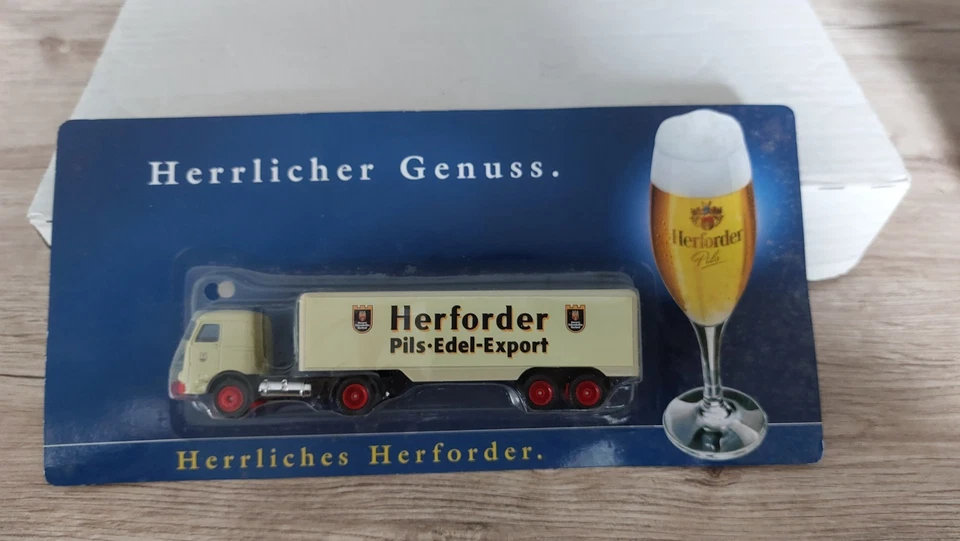 Herrlicher Genuss.
Herforder
Pils
Herforder
Pils·Edel-Export
Herrliches Herforder.